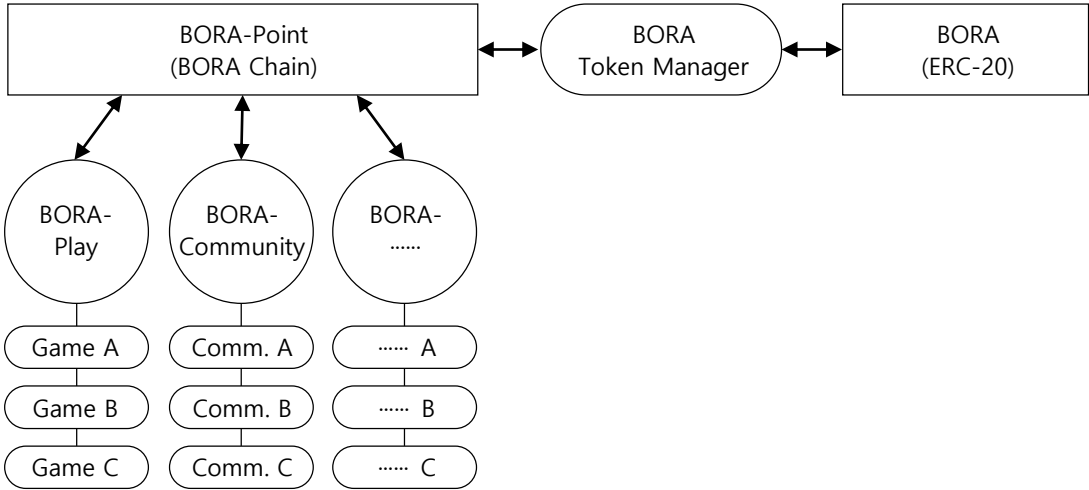 BORA-Point
(BORA Chain)
BORA
Token Manager
BORA
(ERC-20)
BORA-
Play
BORA-
Community
BORA-
······
Game A
Comm. A
······ A
Game B
Comm. B
······ B
Game C
Comm. C
······ C